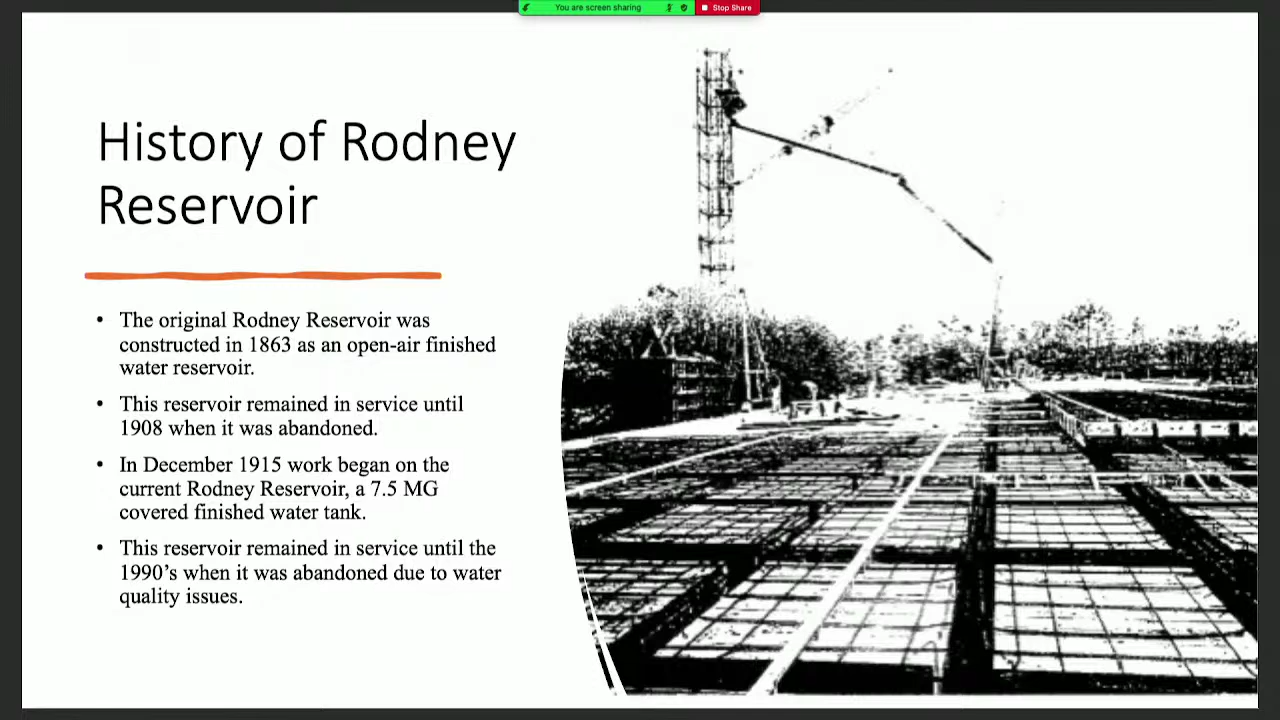 You are screen sharing
Stop Share
History of Rodney
Reservoir
• The original Rodney Reservoir was
constructed in 1863 as an open-air finished
water reservoir.
• This reservoir remained in service until
1908 when it was abandoned.
• In December 1915 work began on the
current Rodney Reservoir, a 7.5 MG
covered finished water tank.
• This reservoir remained in service until the
1990’s when it was abandoned due to water
quality issues.